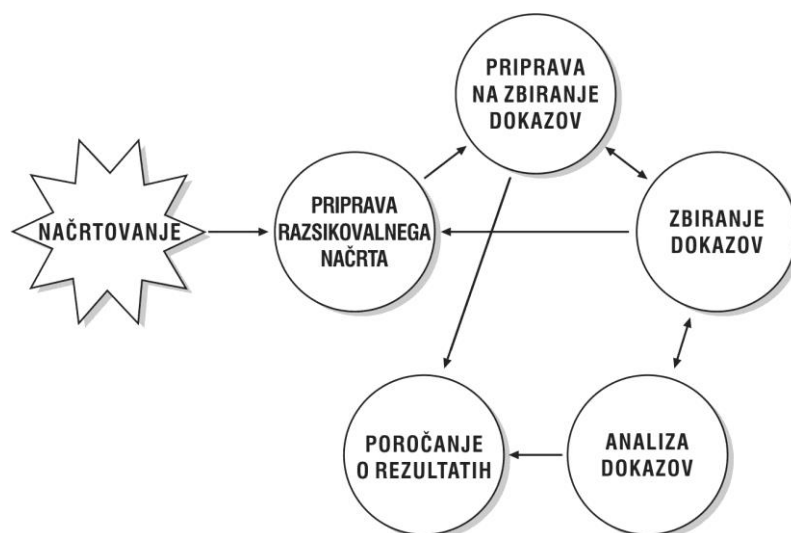 NAČRTOVANJE
PRIPRAVA
RAZSIKOVALNEGA
NAČRTA
PRIPRAVA
NA ZBIRANJE
DOKAZOV
ZBIRANJE
DOKAZOV
ANALIZA
DOKAZOV
POROČANJE
O REZULTATIH